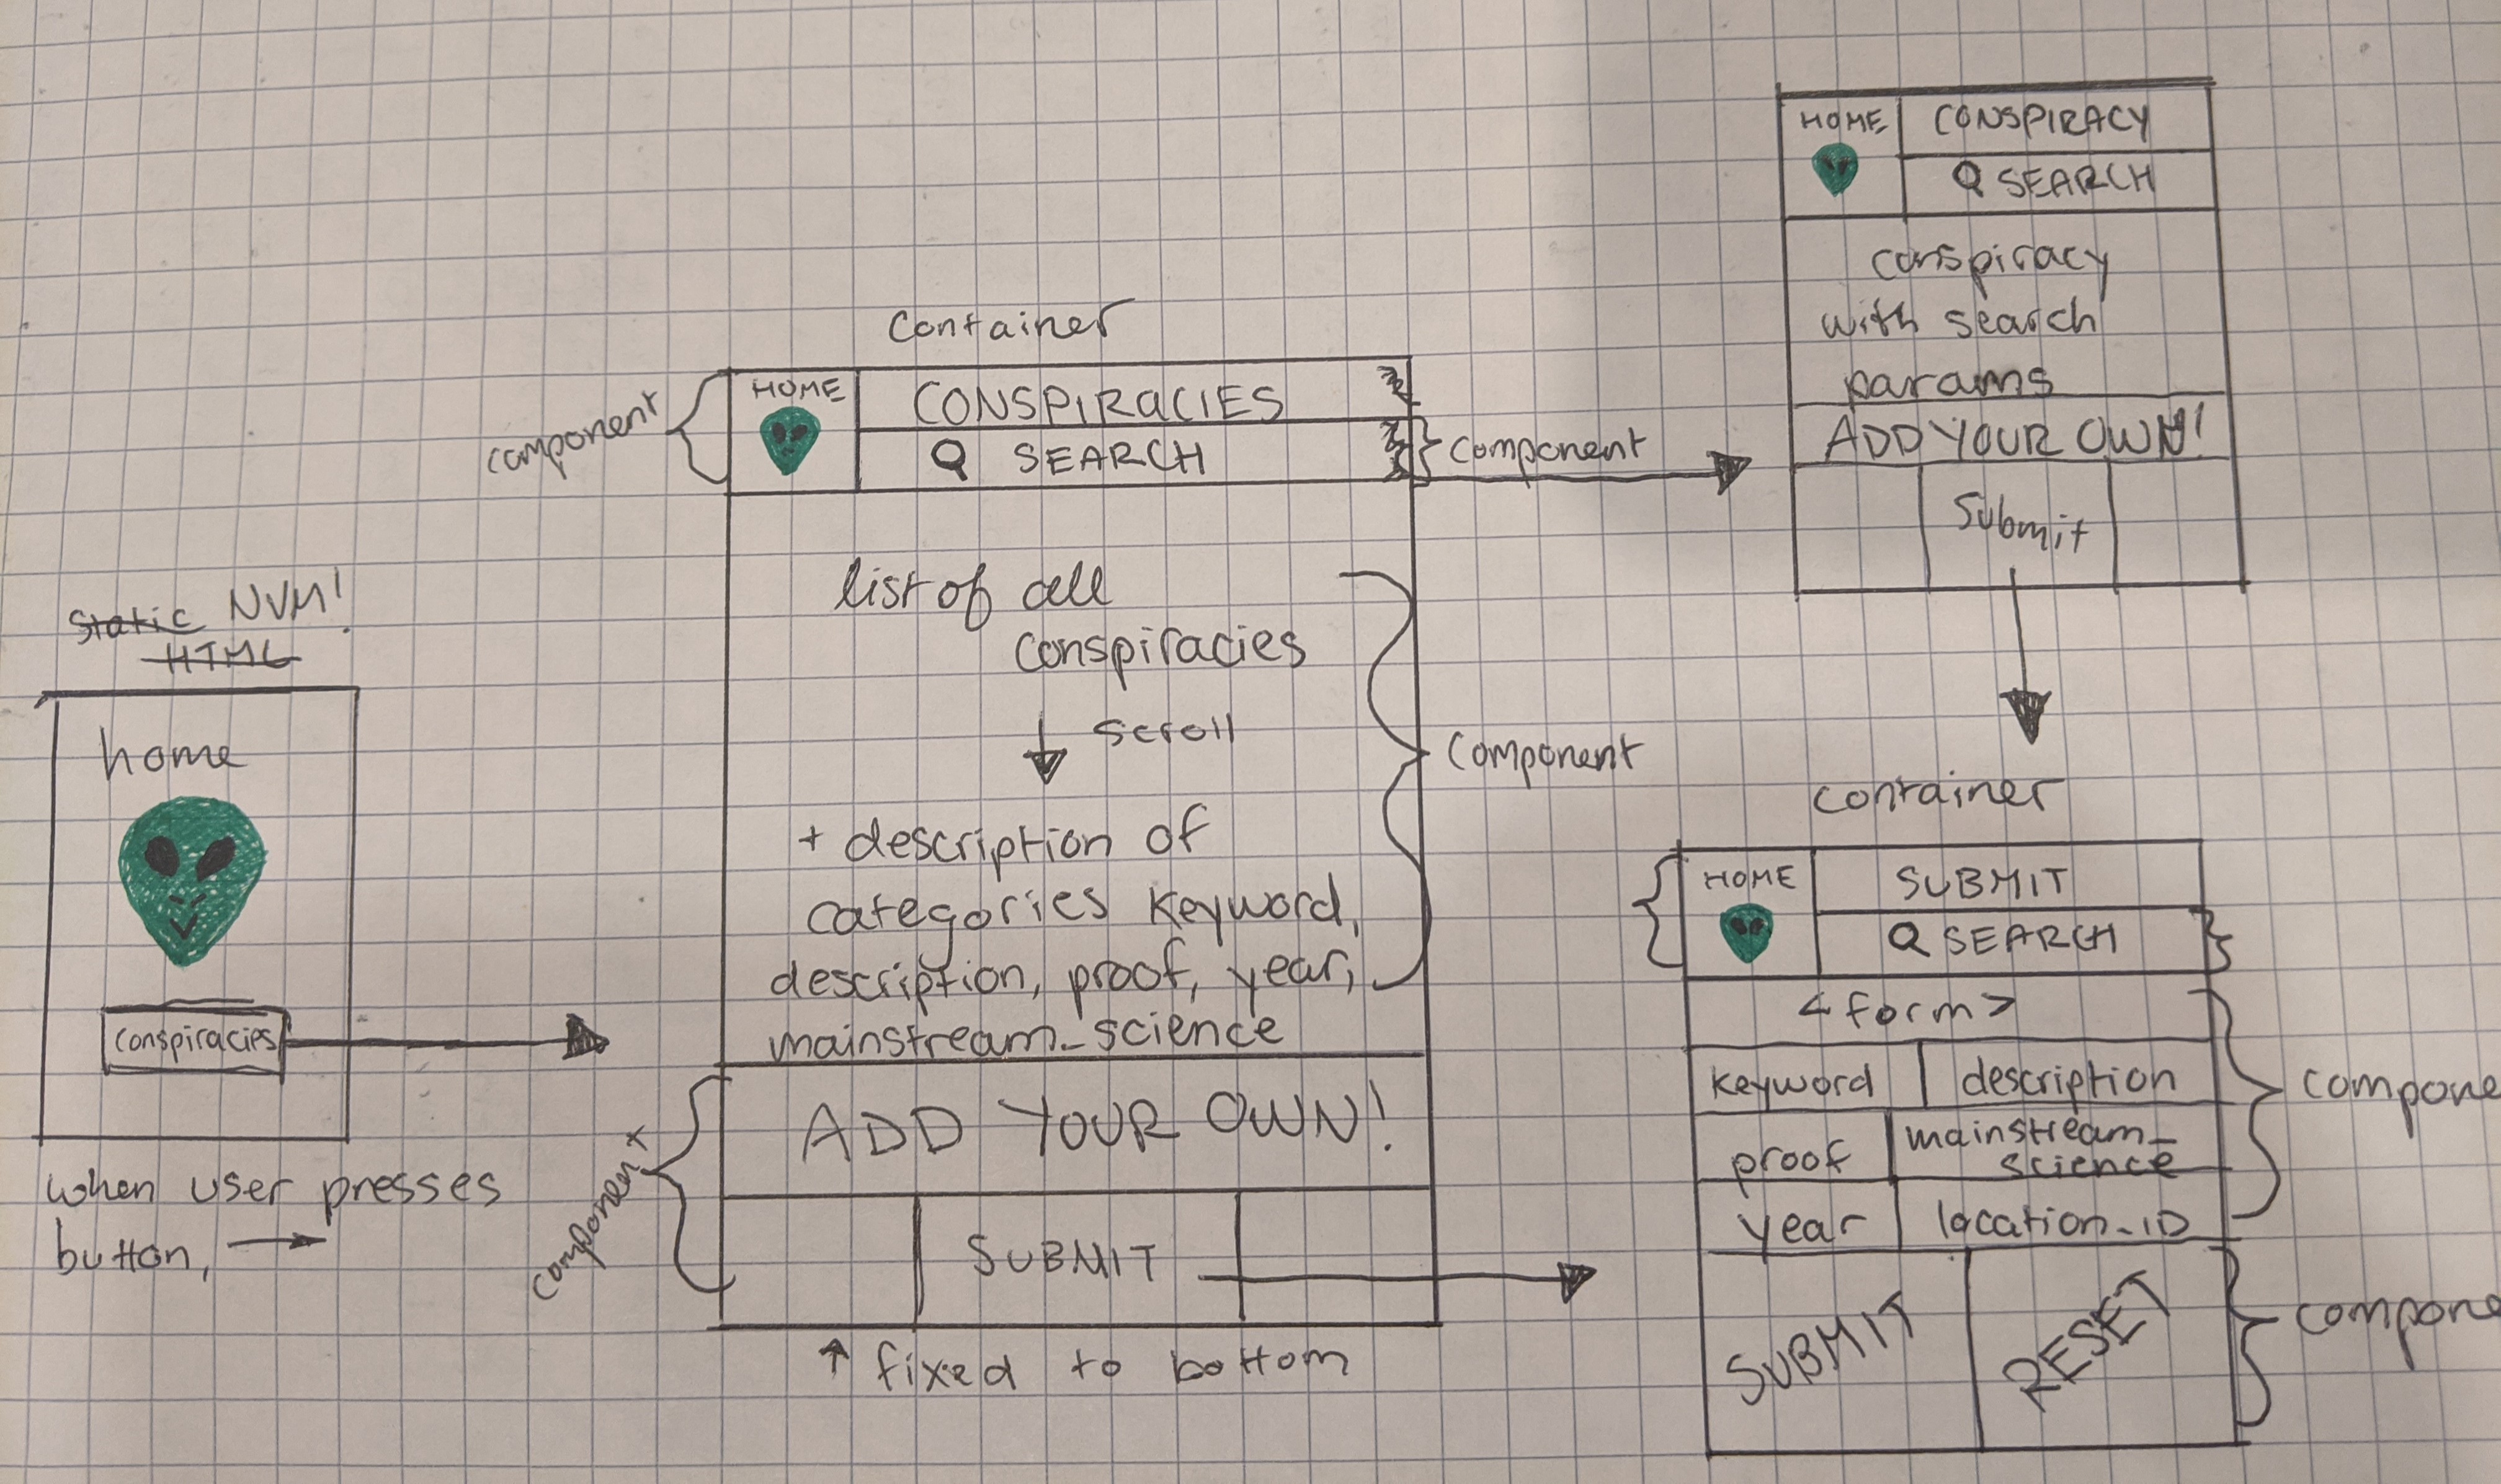 Static NVM!
HTML
home
conspiracies
when user presses
button,
Container
component
HOME
CONSPIRACIES
SEARCH
component
list of all
conspiracies
scroll
+ description of
categories keyword,
description, proof, year,
mainstream_science
component
ADD YOUR OWN!
component
SUBMIT
fixed to bottom
HOME
CONSPIRACY
SEARCH
conspiracy
with search
params
ADD YOUR OWN!
Submit
container
HOME
SUBMIT
SEARCH
<form>
keyword
description
proof
mainstream_
science
year
location_ID
compone
SUBMIT
RESET
compone